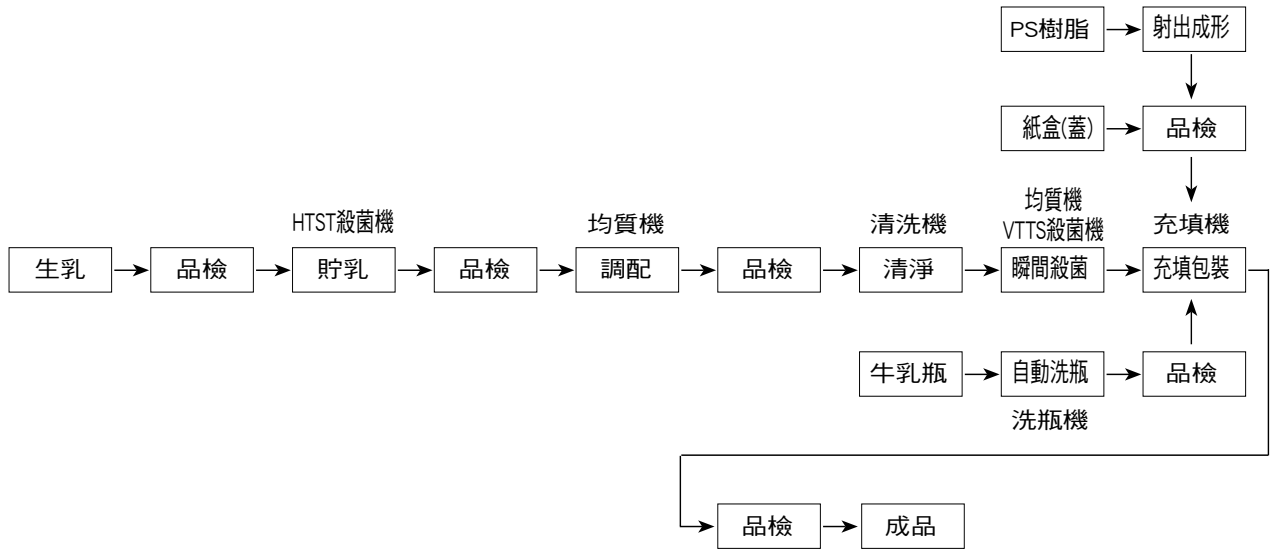 PS樹脂
射出成形
紙盒(蓋)
品檢
HTST殺菌機
均質機
清洗機
均質機
VTTS殺菌機
充填機
生乳
品檢
貯乳
品檢
調配
品檢
清淨
瞬間殺菌
充填包裝
牛乳瓶
自動洗瓶
品檢
洗瓶機
品檢
成品